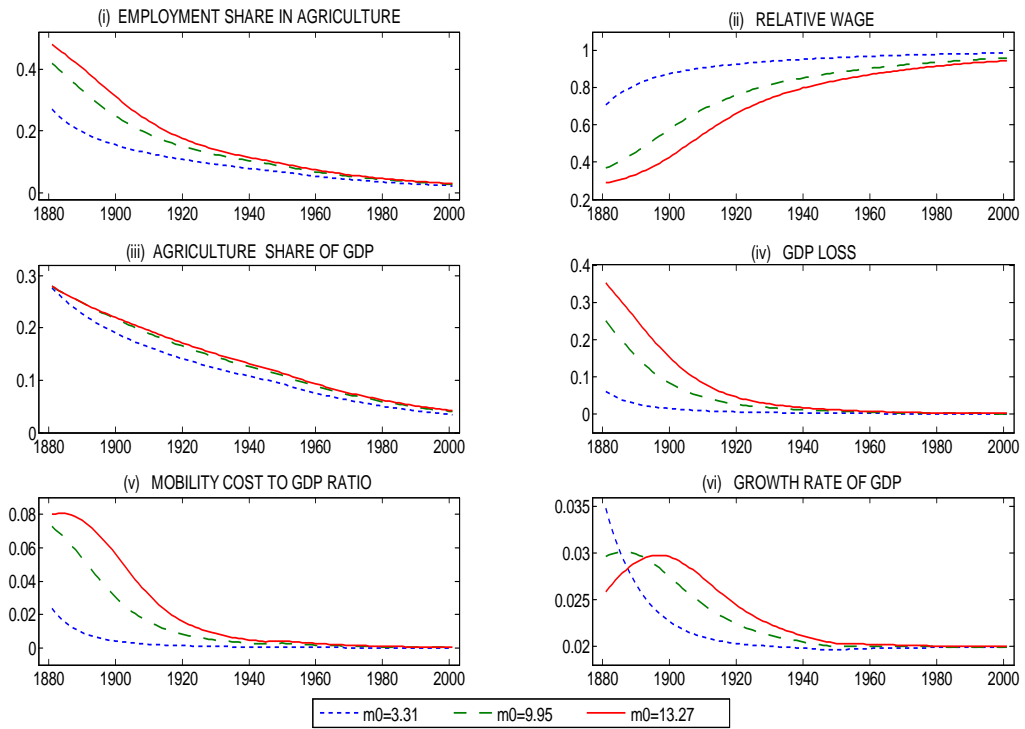 (i) EMPLOYMENT SHARE IN AGRICULTURE
0.4
0.2
0
1880 1900 1920 1940 1960 1980 2000
(ii) RELATIVE WAGE
1
0.8
0.6
0.4
0.2
1880 1900 1920 1940 1960 1980 2000
(iii) AGRICULTURE SHARE OF GDP
0.3
0.2
0.1
0
1880 1900 1920 1940 1960 1980 2000
(iv) GDP LOSS
0.4
0.3
0.2
0.1
0
1880 1900 1920 1940 1960 1980 2000
(v) MOBILITY COST TO GDP RATIO
0.08
0.06
0.04
0.02
0
1880 1900 1920 1940 1960 1980 2000
(vi) GROWTH RATE OF GDP
0.035
0.03
0.025
0.02
1880 1900 1920 1940 1960 1980 2000
m0=3.31 m0=9.95 m0=13.27